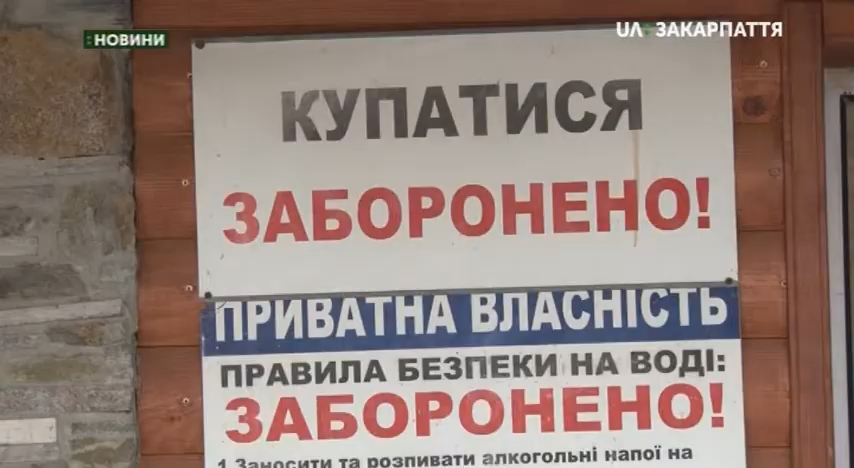 НОВИНИ
UA: ЗАКАРПАТТЯ
КУПАТИСЯ
ЗАБОРОНЕНО!
ПРИВАТНА ВЛАСНІСТЬ
ПРАВИЛА БЕЗПЕКИ НА ВОДІ:
ЗАБОРОНЕНО!
1.Заносити та розпивати алкогольні напої на